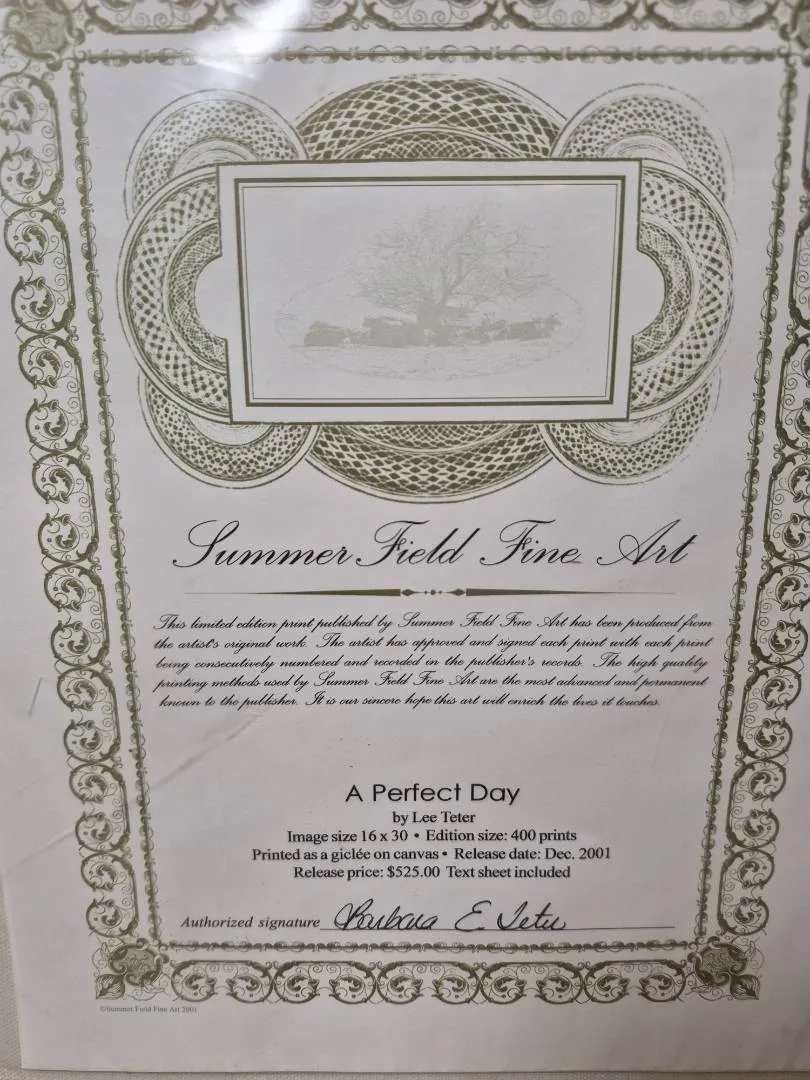 Summer Field Fine Art
This limited edition print published by Summer Field Fine Art has been produced from
the artist's original work. The artist has approved and signed each print with each print
being consecutively numbered and recorded in the publisher's records. The high quality
printing methods used by Summer Field Fine Art are the most advanced and permanent
known to the publisher. It is our sincere hope this art will enrich the lives it touches.
A Perfect Day
by Lee Teter
Image size 16 x 30 • Edition size: 400 prints
Printed as a giclée on canvas • Release date: Dec. 2001
Release price: $525.00 Text sheet included
Authorized signature Barbara E. Teter
©Summer Field Fine Art 2001